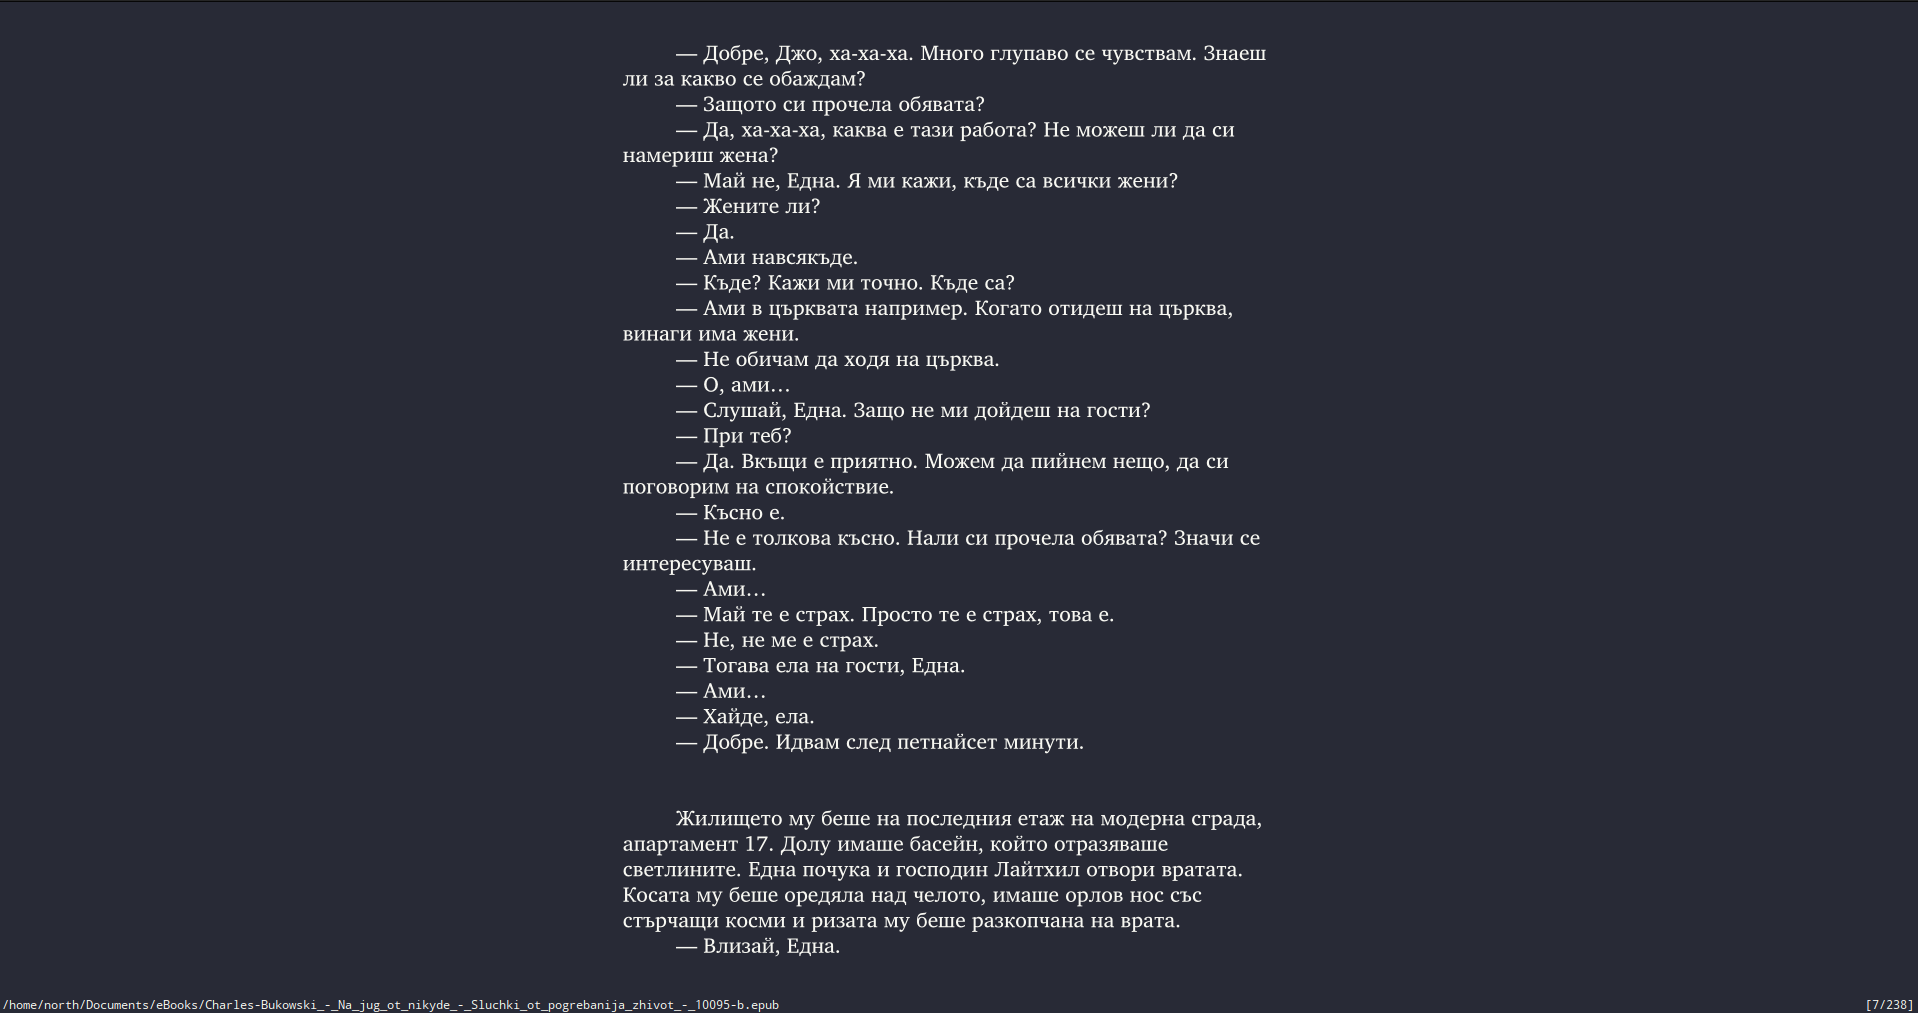 — Добре, Джо, ха-ха-ха. Много глупаво се чувствам. Знаеш
ли за какво се обаждам?
— Защото си прочела обявата?
— Да, ха-ха-ха, каква е тази работа? Не можеш ли да си
намериш жена?
— Май не, Една. Я ми кажи, къде са всички жени?
— Жените ли?
— Да.
— Ами навсякъде.
— Къде? Кажи ми точно. Къде са?
— Ами в църквата например. Когато отидеш на църква,
винаги има жени.
— Не обичам да ходя на църква.
— О, ами…
— Слушай, Една. Защо не ми дойдеш на гости?
— При теб?
— Да. Вкъщи е приятно. Можем да пийнем нещо, да си
поговорим на спокойствие.
— Късно е.
— Не е толкова късно. Нали си прочела обявата? Значи се
интересуваш.
— Ами…
— Май те е страх. Просто те е страх, това е.
— Не, не ме е страх.
— Тогава ела на гости, Една.
— Ами…
— Хайде, ела.
— Добре. Идвам след петнайсет минути.
Жилището му беше на последния етаж на модерна сграда,
апартамент 17. Долу имаше басейн, който отразяваше
светлините. Една почука и господин Лайтхил отвори вратата.
Косата му беше оредяла над челото, имаше орлов нос със
стърчащи косми и ризата му беше разкопчана на врата.
— Влизай, Една.
/home/north/Documents/eBooks/Charles-Bukowski_-_Na_jug_ot_nikyde_-_Sluchki_ot_pogrebanija_zhivot_-_10095-b.epub [7/238]